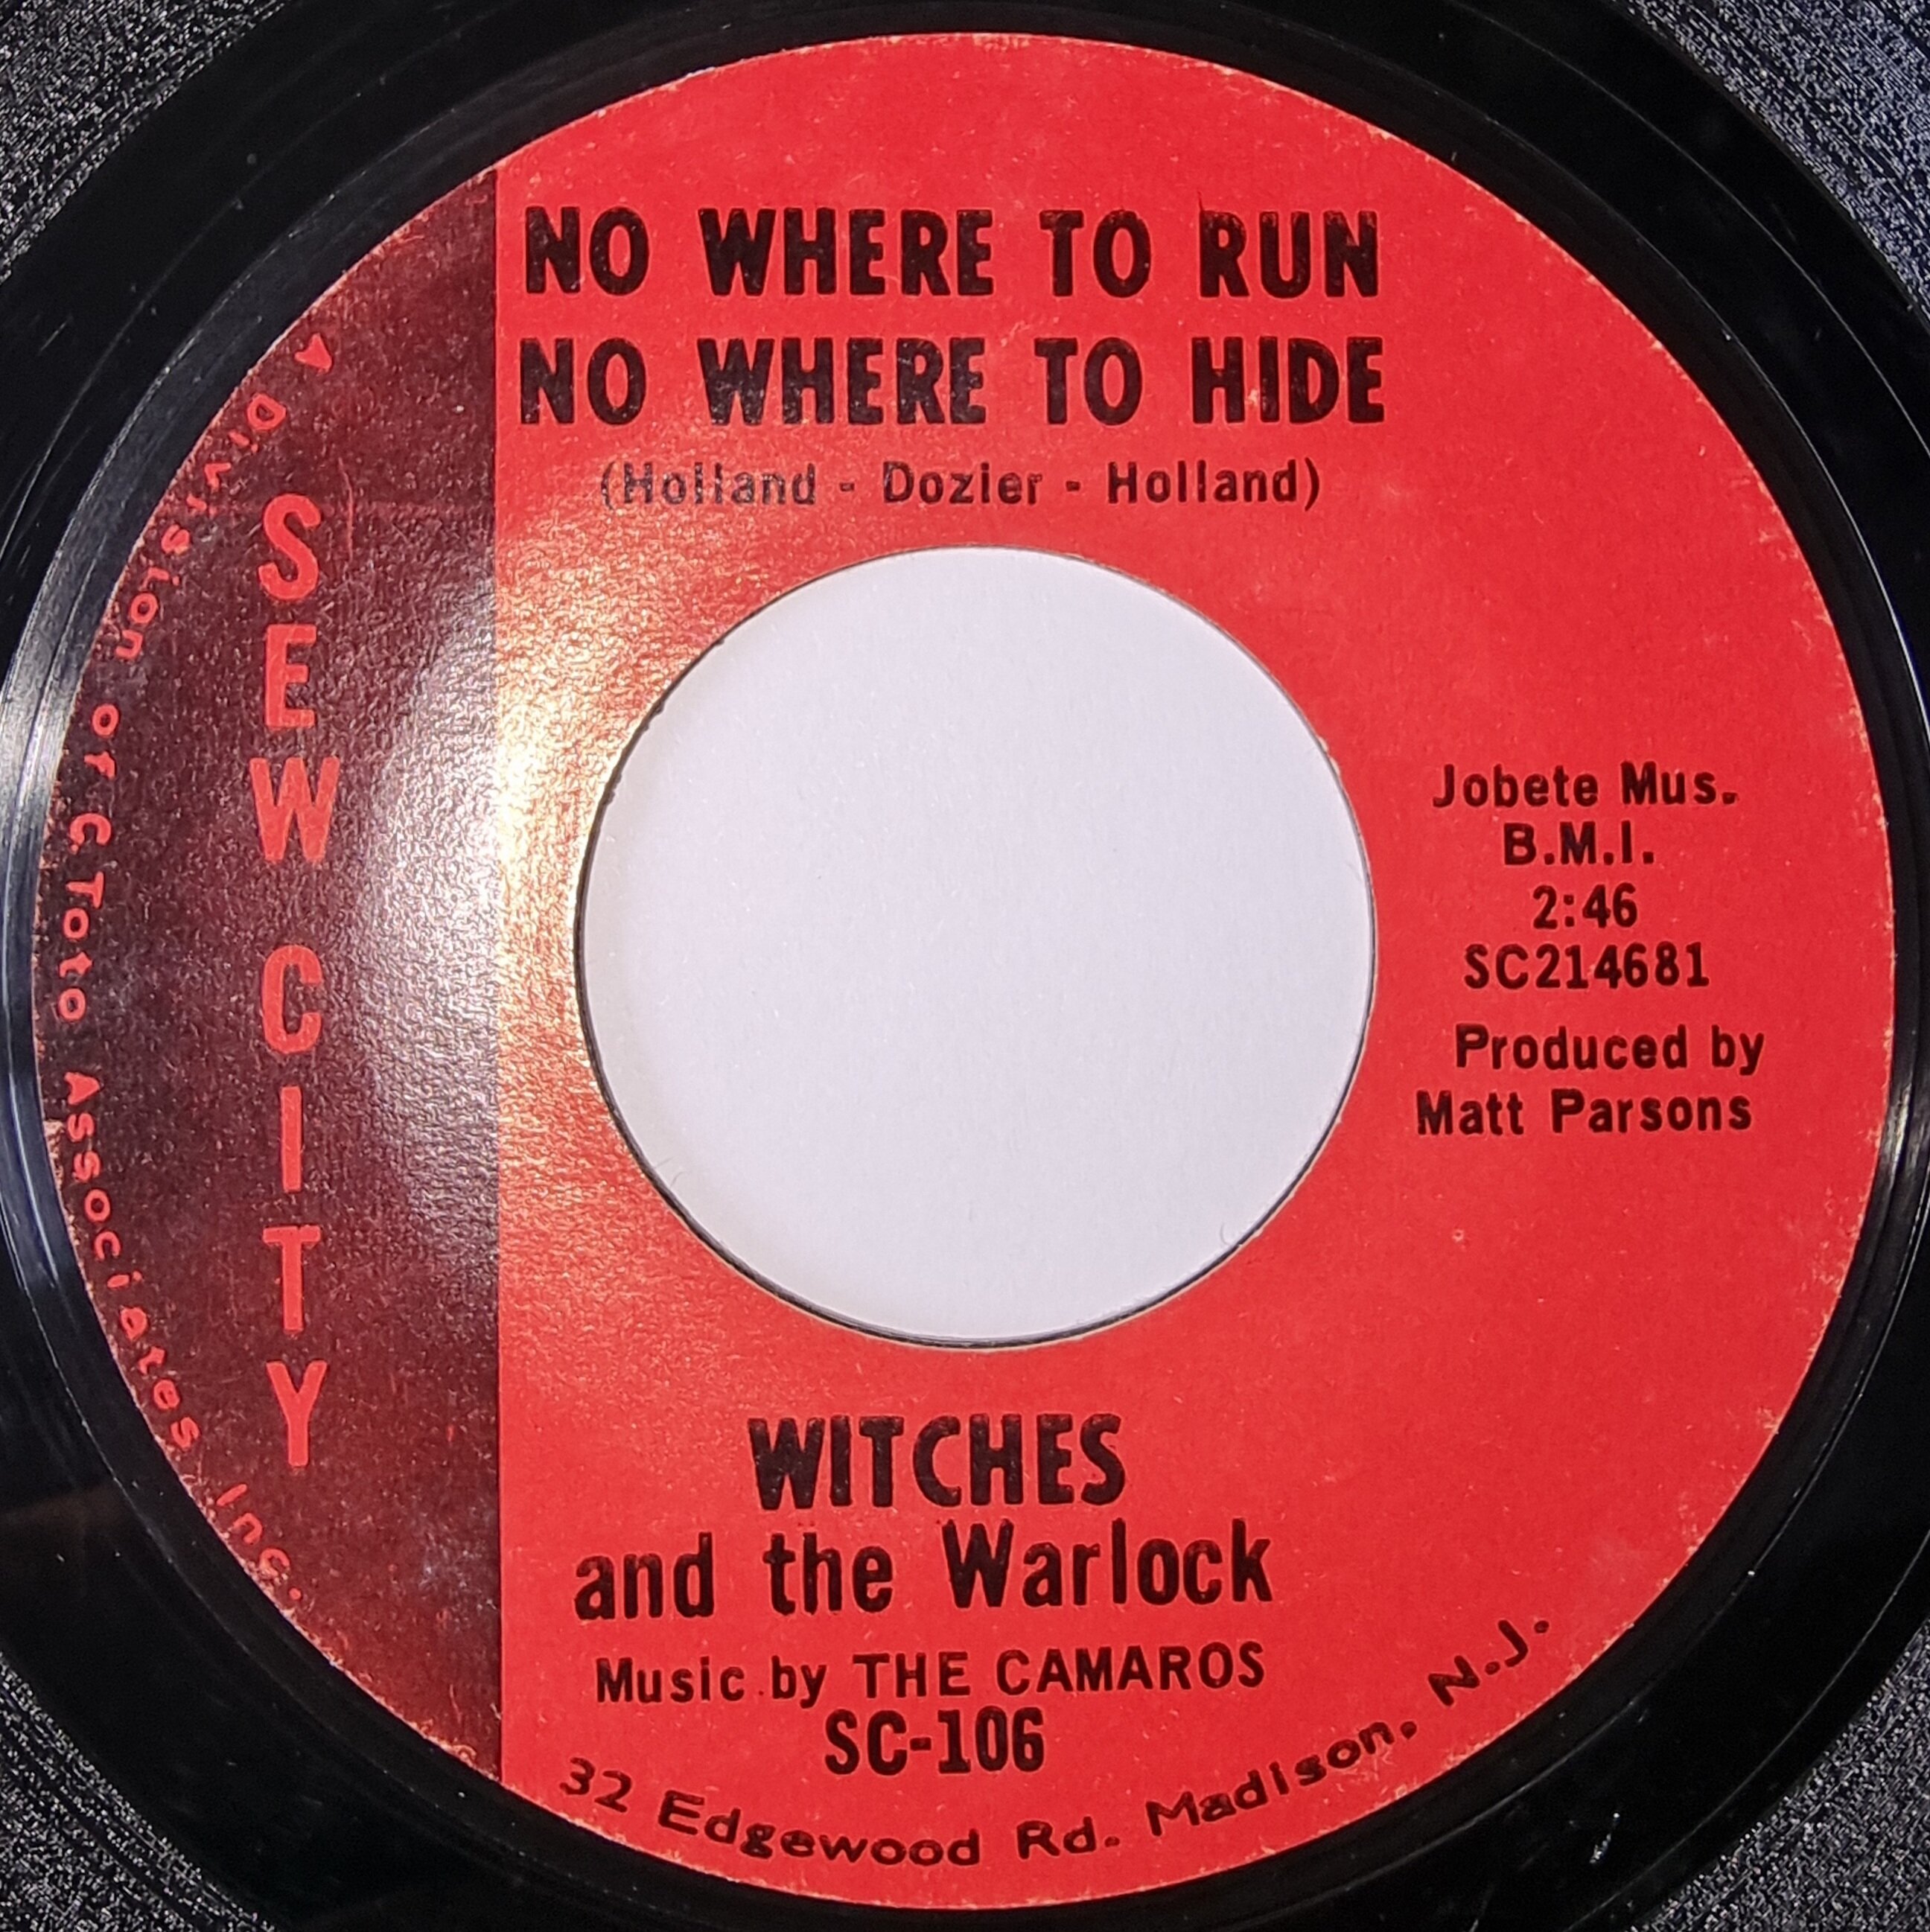 NO WHERE TO RUN
NO WHERE TO HIDE
(Holland - Dozier - Holland)
SEW CITY
A Division of C. Toto Associates Inc.
Jobete Mus.
B.M.I.
2:46
SC214681
Produced by
Matt Parsons
WITCHES
and the Warlock
Music by THE CAMAROS
SC-106
32 Edgewood Rd. Madison, N.J.